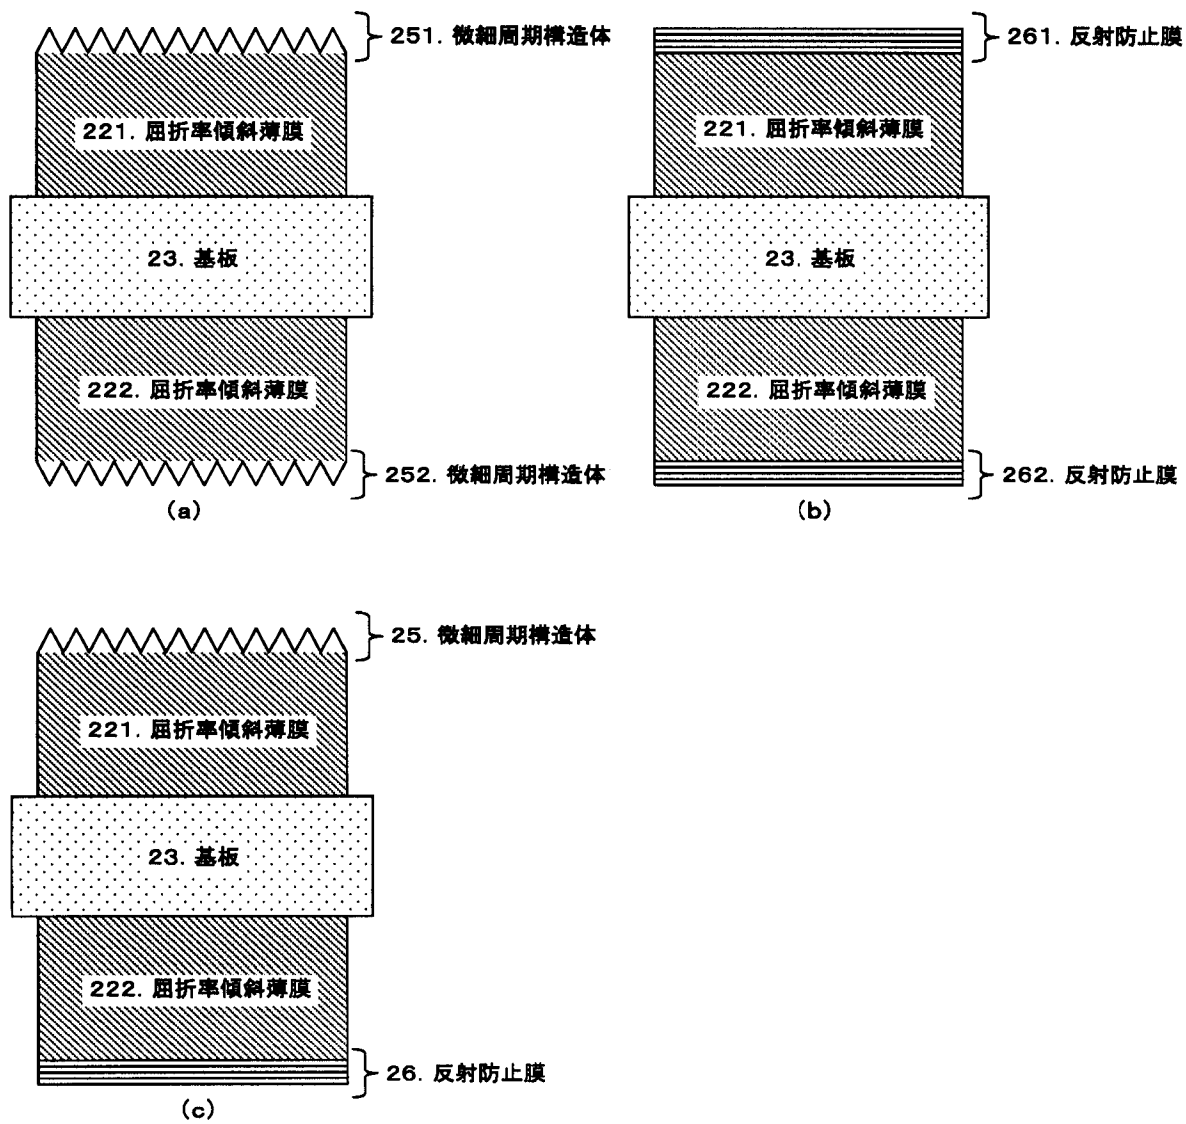 251. 微細周期構造体
221. 屈折率傾斜薄膜
23. 基板
222. 屈折率傾斜薄膜
252. 微細周期構造体
(a)
261. 反射防止膜
221. 屈折率傾斜薄膜
23. 基板
222. 屈折率傾斜薄膜
262. 反射防止膜
(b)
25. 微細周期構造体
221. 屈折率傾斜薄膜
23. 基板
222. 屈折率傾斜薄膜
26. 反射防止膜
(c)